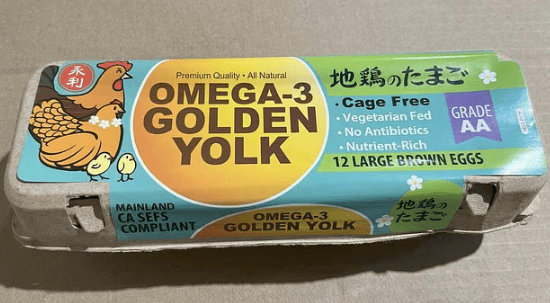 永
利
Premium Quality • All Natural
OMEGA-3
GOLDEN
YOLK
地鶏のたまご
• Cage Free
• Vegetarian Fed
• No Antibiotics
• Nutrient-Rich
GRADE
AA
12 LARGE BROWN EGGS
MAINLAND
CA SEFS
COMPLIANT
OMEGA-3
GOLDEN YOLK
地鶏の
たまご